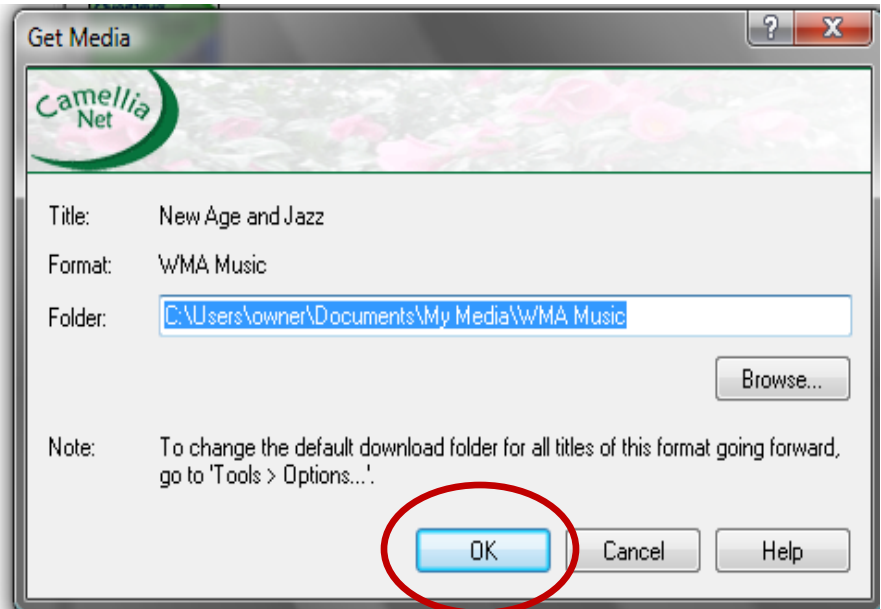 Get Media
?
X
Camellia
Net
Title: New Age and Jazz
Format: WMA Music
Folder: C:\Users\owner\Documents\My Media\WMA Music
Browse...
Note: To change the default download folder for all titles of this format going forward,
go to 'Tools > Options...'.
OK Cancel Help